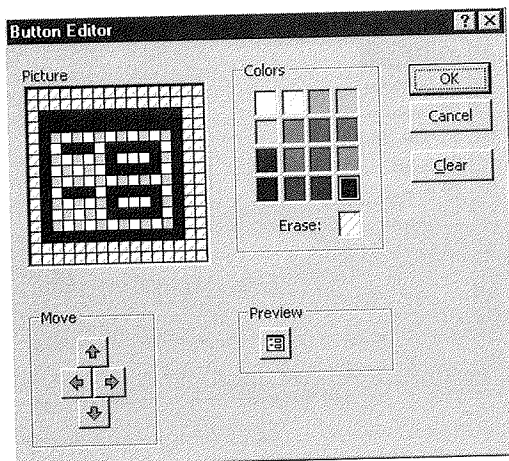 Button Editor
Picture
Colors
OK
Cancel
Clear
Erase:
Move
Preview